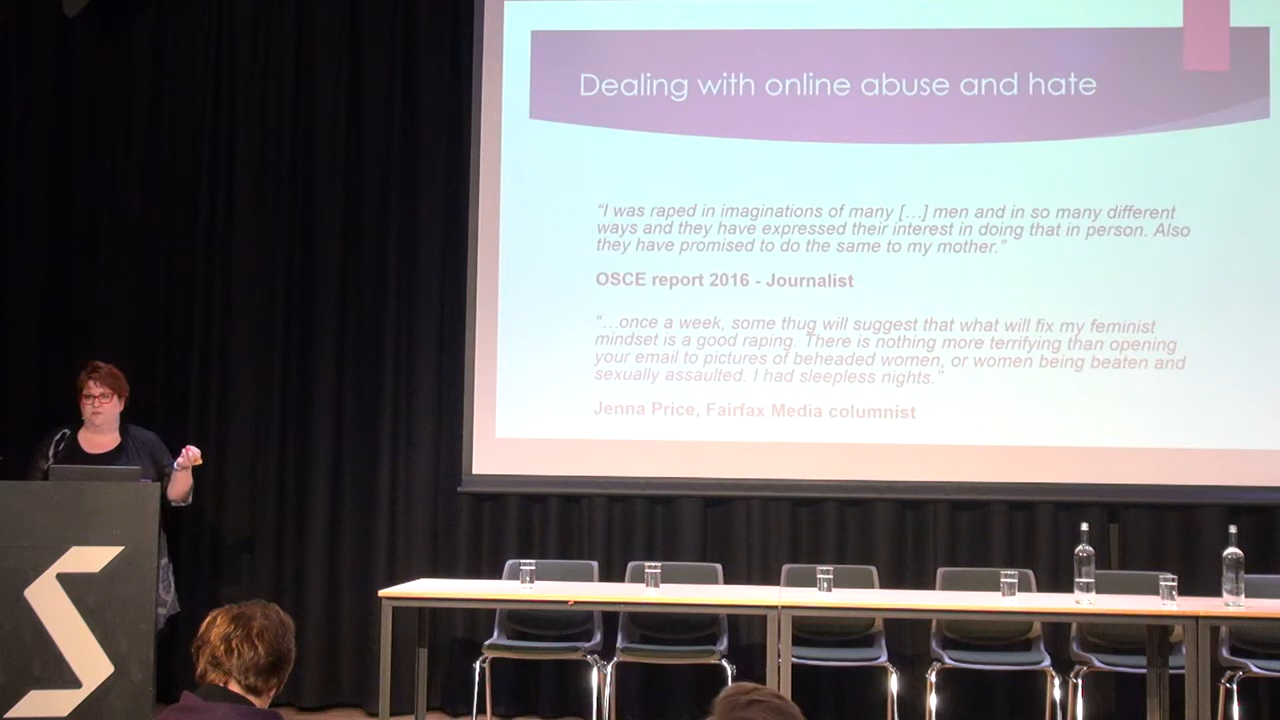 Dealing with online abuse and hate
“I was raped in imaginations of many [...] men and in so many different
ways and they have expressed their interest in doing that in person. Also
they have promised to do the same to my mother.”
OSCE report 2016 - Journalist
“...once a week, some thug will suggest that what will fix my feminist
mindset is a good raping. There is nothing more terrifying than opening
your email to pictures of beheaded women, or women being beaten and
sexually assaulted. I had sleepless nights.”
Jenna Price, Fairfax Media columnist